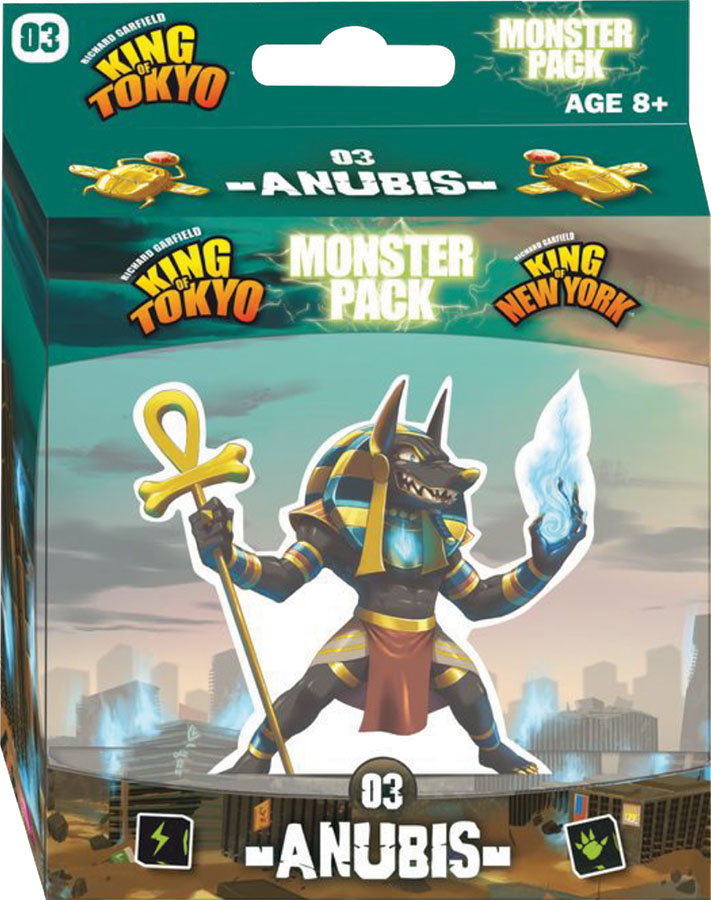 03
RICHARD GARFIELD
KING
OF
TOKYO
MONSTER
PACK
AGE 8+
03
-ANUBIS-
RICHARD GARFIELD
KING
OF
TOKYO
MONSTER
PACK
RICHARD GARFIELD
KING
OF
NEW YORK
03
-ANUBIS-